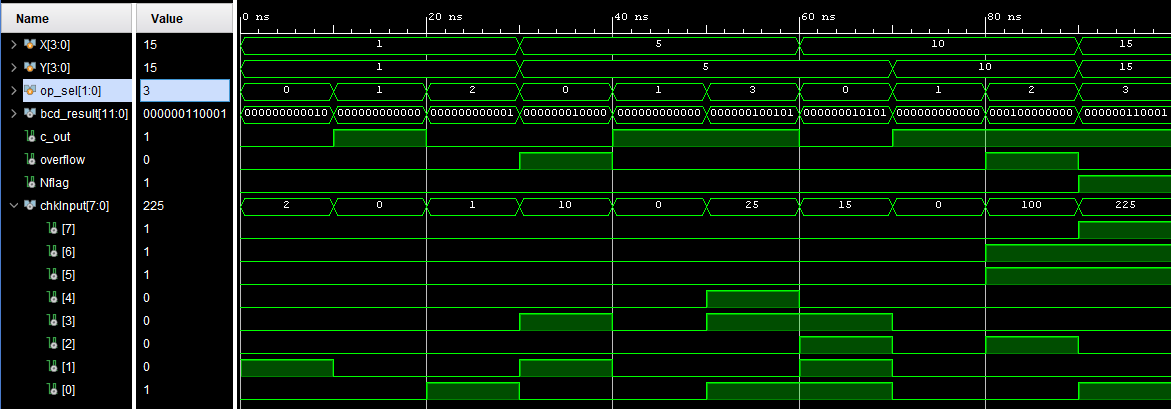 Name Value 0 ns 20 ns 40 ns 60 ns 80 ns
X[3:0] 15 1 5 10 15
Y[3:0] 15 1 5 10 15
op_sel[1:0] 3 0 1 2 0 1 3 0 1 2 3
bcd_result[11:0] 000000110001 000000000010 000000000000 000000000001 000000010000 000000000000 000000100101 000000010101 000000000000 000100000000 000000110001
c_out 1
overflow 0
Nflag 1
chkInput[7:0] 225 2 0 1 10 0 25 15 0 100 225
[7] 1
[6] 1
[5] 1
[4] 0
[3] 0
[2] 0
[1] 0
[0] 1